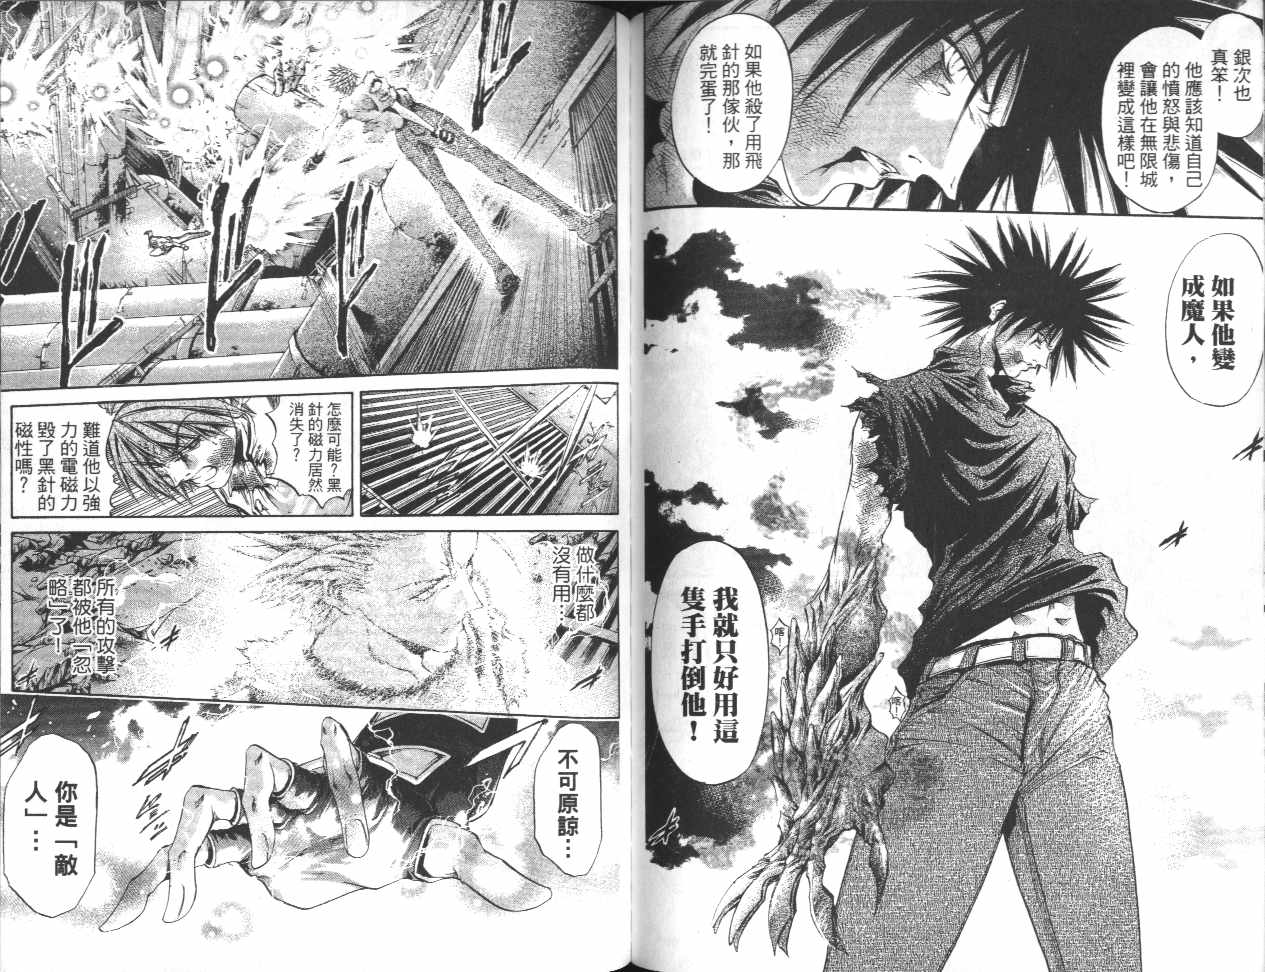 銀次也
真笨！
他應該知道自己
的憤怒與悲傷，
會讓他在無限城
裡變成這樣吧！
如果他殺了用飛
針的那傢伙，那
就完蛋了！
如果他變
成魔人，
我就只好用這
隻手打倒他！
怎麼可能？黑
針的磁力居然
消失了？
難道他以強
力的電磁力
毀了黑針的
磁性嗎？
做什麼都
沒有用…
所有的攻擊
都被他「忽
略」了！
不可原諒…
你是「敵
人」…